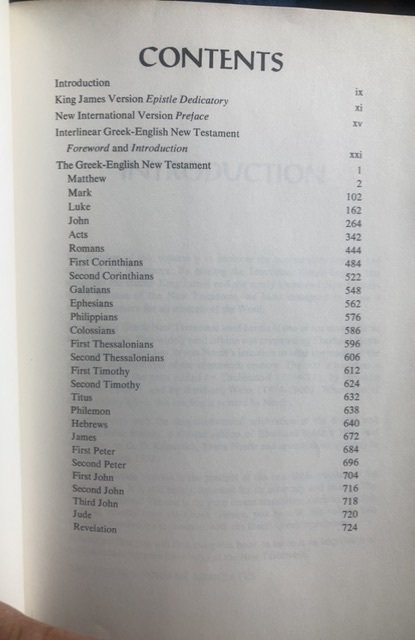 CONTENTS
Introduction ix
King James Version Epistle Dedicatory xi
New International Version Preface xv
Interlinear Greek-English New Testament
Foreword and Introduction xxi
The Greek-English New Testament 1
Matthew 2
Mark 102
Luke 162
John 264
Acts 342
Romans 444
First Corinthians 484
Second Corinthians 522
Galatians 548
Ephesians 562
Philippians 576
Colossians 586
First Thessalonians 596
Second Thessalonians 606
First Timothy 612
Second Timothy 624
Titus 632
Philemon 638
Hebrews 640
James 672
First Peter 684
Second Peter 696
First John 704
Second John 716
Third John 718
Jude 720
Revelation 724